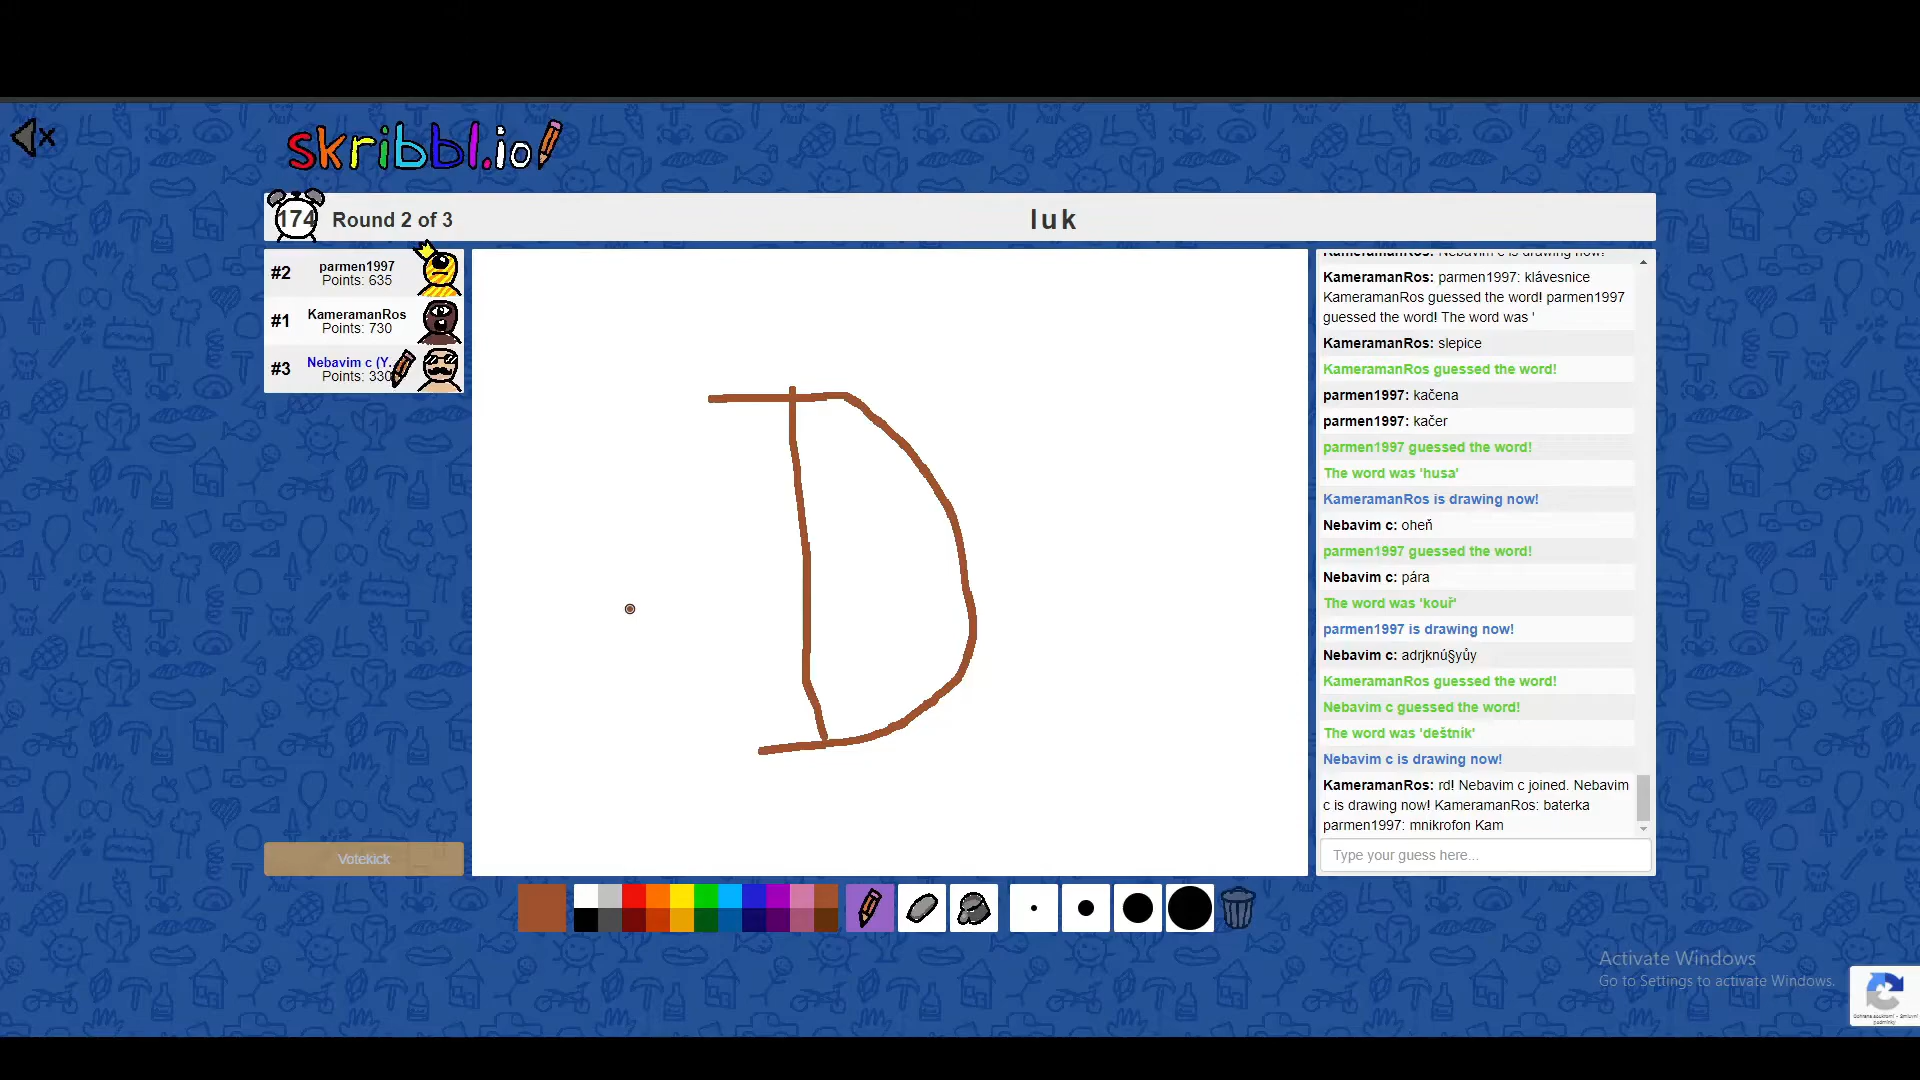 skribbl.io
174 Round 2 of 3 luk
#2 parmen1997
Points: 635
#1 KameramanRos
Points: 730
#3 Nebavim c (Y...
Points: 330
Votekick
KameramanRos: Nebavim c is drawing now!
KameramanRos: parmen1997: klávesnice
KameramanRos guessed the word! parmen1997
guessed the word! The word was '
KameramanRos: slepice
KameramanRos guessed the word!
parmen1997: kačena
parmen1997: kačer
parmen1997 guessed the word!
The word was 'husa'
KameramanRos is drawing now!
Nebavim c: oheň
parmen1997 guessed the word!
Nebavim c: pára
The word was 'kouř'
parmen1997 is drawing now!
Nebavim c: adrjknú§yůy
KameramanRos guessed the word!
Nebavim c guessed the word!
The word was 'deštník'
Nebavim c is drawing now!
KameramanRos: rd! Nebavim c joined. Nebavim
c is drawing now! KameramanRos: baterka
parmen1997: mnikrofon Kam
Type your guess here...
Activate Windows
Go to Settings to activate Windows.